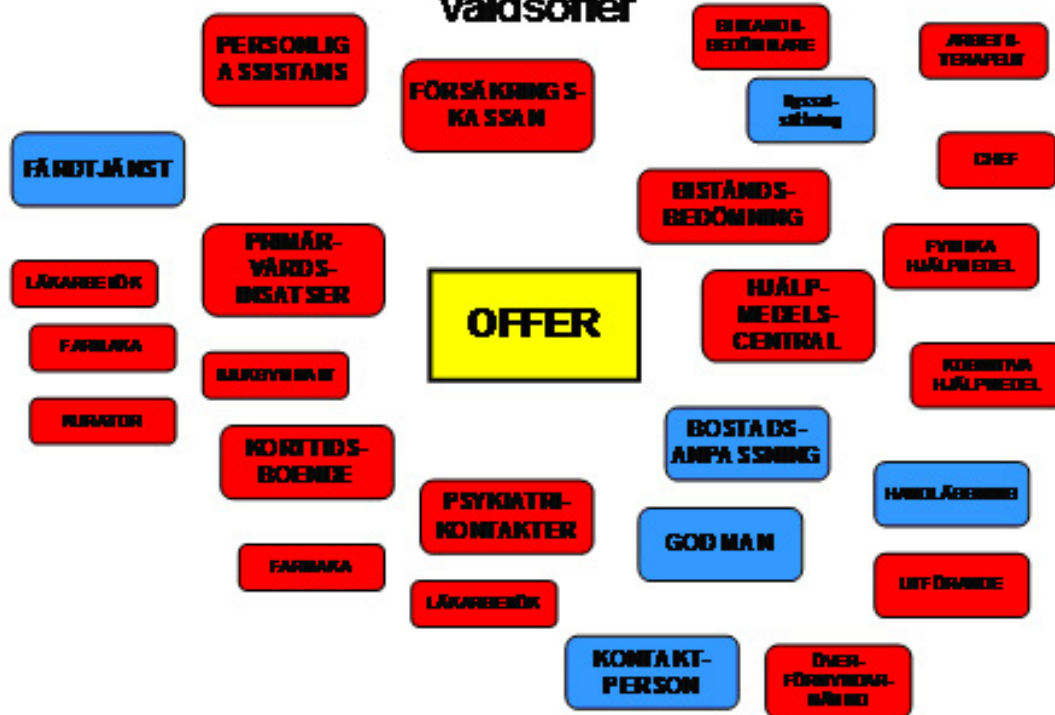 våldsoffer
PERSONLIG
ASSISTANS
FÖRSÄKRINGS-
KASSAN
BISTÅNDS-
BEDÖMARE
ARBETS-
TERAPEUT
FÄRDTJÄNST
CHEF
BISTÅNDS-
BEDÖMNING
PRIMÄR-
VÅRDS-
INSATSER
FYSISKA
HJÄLPMEDEL
LÄKARBESÖK
OFFER
HJÄLP-
MEDELS-
CENTRAL
FARMAKA
SJUKGYMNAST
KOGNITIVA
HJÄLPMEDEL
KURATOR
KORTTIDS-
BOENDE
BOSTADS-
ANPASSNING
PSYKIATRI-
KONTAKTER
HANDLÄGGNING
GOD MAN
FARMAKA
UTFÖRANDE
LÄKARBESÖK
KONTAKT-
PERSON
ÖVER-
FÖRMYNDAR-
NÄMND